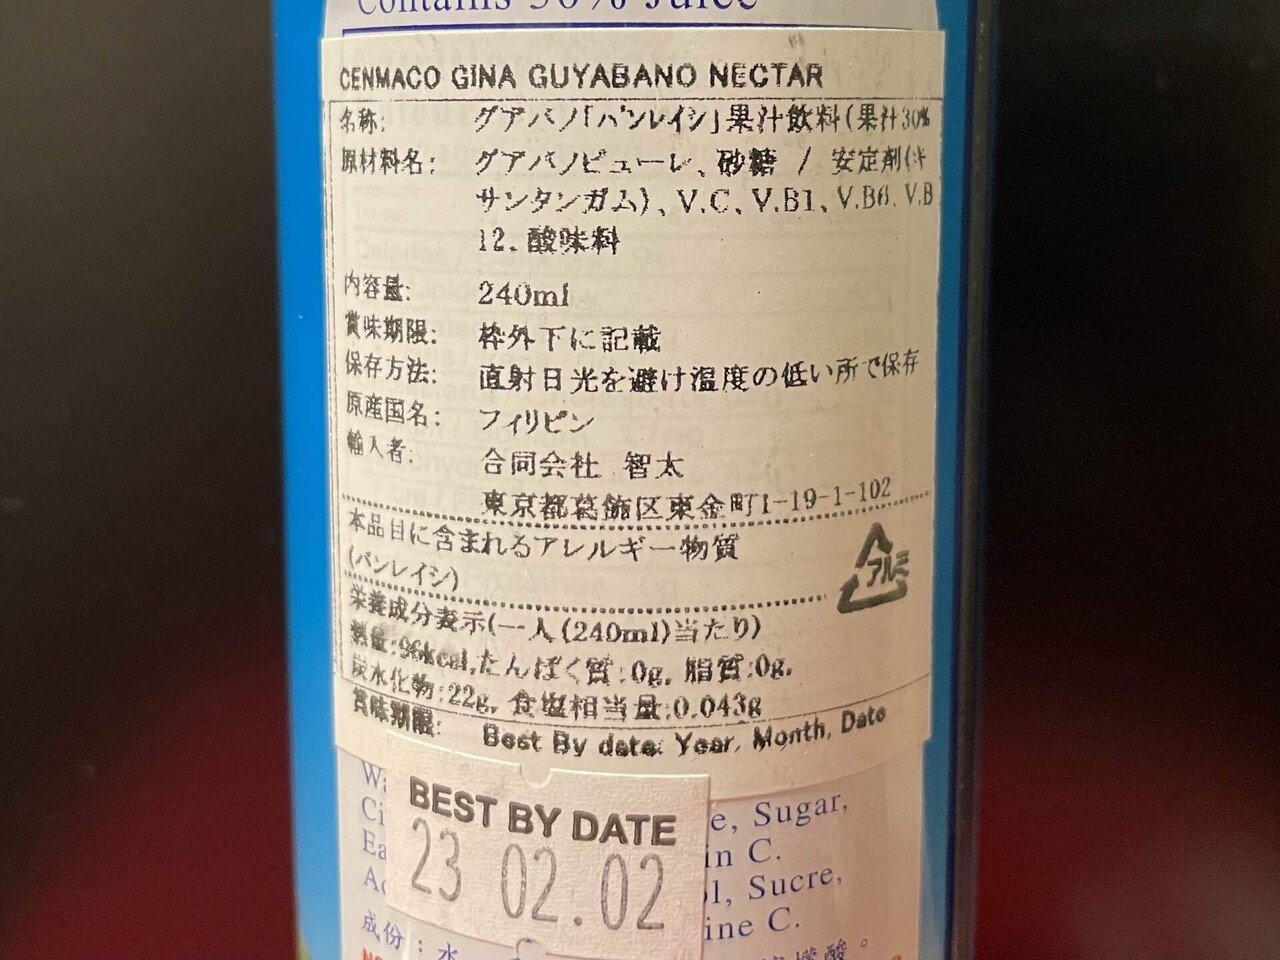 Contains 30% Juice
CENMACO GINA GUYABANO NECTAR
名称: グアバノ「バンレイシ」果汁飲料(果汁30%
原材料名: グアバノピューレ、砂糖 / 安定剤(キ
サンタンガム)、V.C、V.B1、V.B6、V.B
12、酸味料
内容量: 240ml
賞味期限: 枠外下に記載
保存方法: 直射日光を避け温度の低い所で保存
原産国名: フィリピン
輸入者: 合同会社 智太
東京都葛飾区東金町1-19-1-102
本品目に含まれるアレルギー物質
(バンレイシ)
アルミ
栄養成分表示(一人(240ml)当たり)
熱量:96kcal,たんぱく質:0g, 脂質:0g,
炭水化物:22g, 食塩相当量:0.043g
賞味期限: Best By date: Year, Month, Date
BEST BY DATE
23 02.02
e, Sugar,
in C.
ol, Sucre,
ine C.
成份:水
檬酸。